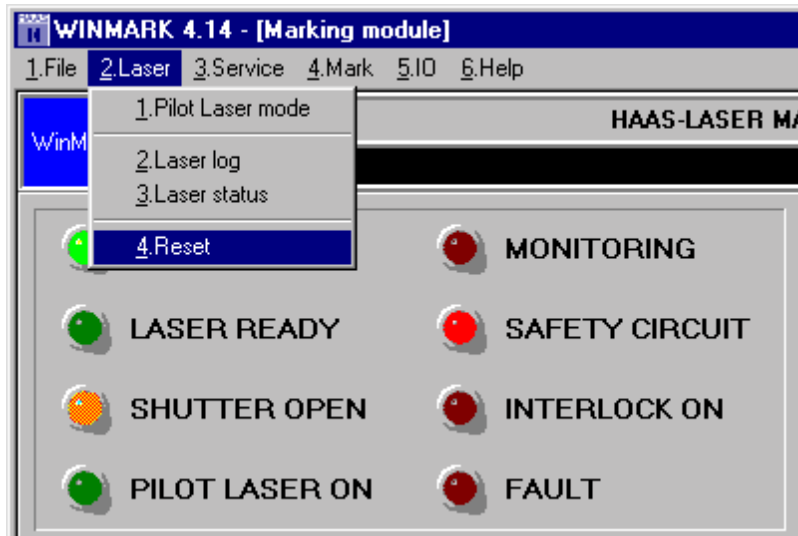 HAAS
WINMARK 4.14 - [Marking module]
1.File 2.Laser 3.Service 4.Mark 5.IO 6.Help
1.Pilot Laser mode
HAAS-LASER MA
WinM
2.Laser log
3.Laser status
4.Reset
MONITORING
LASER READY
SAFETY CIRCUIT
SHUTTER OPEN
INTERLOCK ON
PILOT LASER ON
FAULT